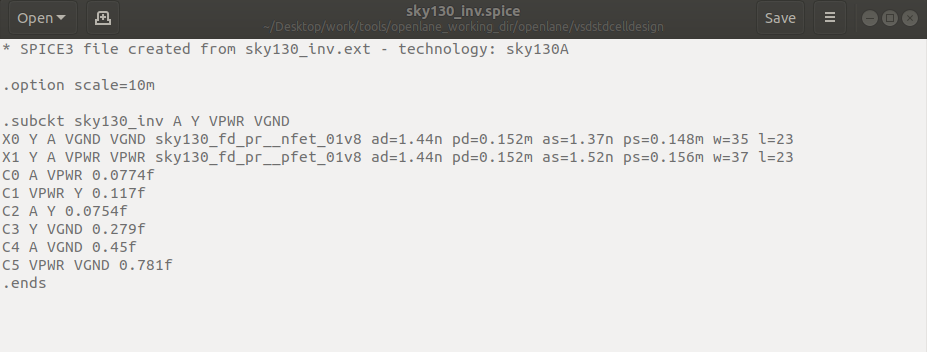 Open
sky130_inv.spice
~/Desktop/work/tools/openlane_working_dir/openlane/vsdstdcelldesign
Save
* SPICE3 file created from sky130_inv.ext - technology: sky130A
.option scale=10m
.subckt sky130_inv A Y VPWR VGND
X0 Y A VGND VGND sky130_fd_pr__nfet_01v8 ad=1.44n pd=0.152m as=1.37n ps=0.148m w=35 l=23
X1 Y A VPWR VPWR sky130_fd_pr__pfet_01v8 ad=1.44n pd=0.152m as=1.52n ps=0.156m w=37 l=23
C0 A VPWR 0.0774f
C1 VPWR Y 0.117f
C2 A Y 0.0754f
C3 Y VGND 0.279f
C4 A VGND 0.45f
C5 VPWR VGND 0.781f
.ends